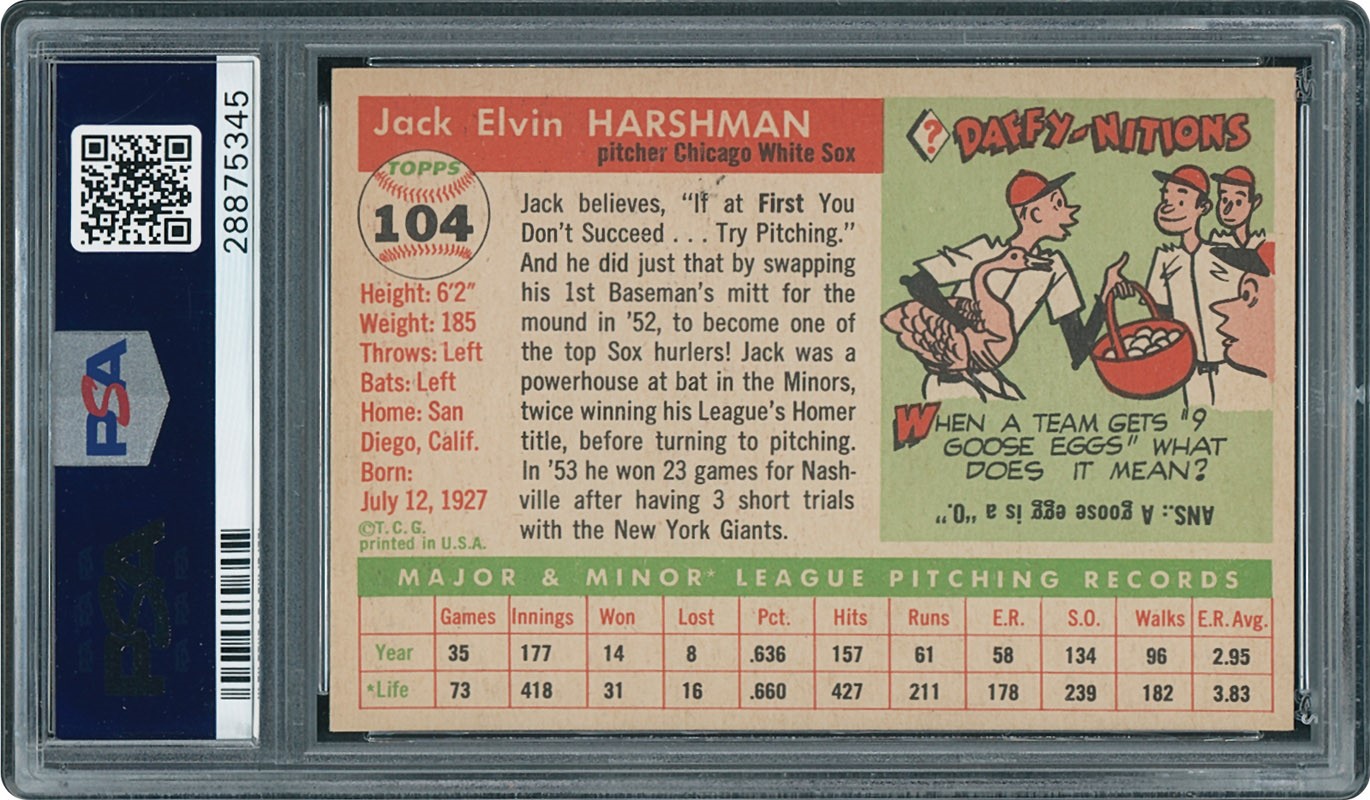 28875345
PSA
PSA
Jack Elvin HARSHMAN
pitcher Chicago White Sox
TOPPS
104
Height: 6'2"
Weight: 185
Throws: Left
Bats: Left
Home: San
Diego, Calif.
Born:
July 12, 1927
©T. C. G.
printed in U.S.A.
Jack believes, "If at First You
Don't Succeed . . . Try Pitching."
And he did just that by swapping
his 1st Baseman's mitt for the
mound in '52, to become one of
the top Sox hurlers! Jack was a
powerhouse at bat in the Minors,
twice winning his League's Homer
title, before turning to pitching.
In '53 he won 23 games for Nash-
ville after having 3 short trials
with the New York Giants.
? DAFFY-NITIONS
WHEN A TEAM GETS "9
GOOSE EGGS" WHAT
DOES IT MEAN?
ANS.: A goose egg is a "0."
MAJOR & MINOR* LEAGUE PITCHING RECORDS
Games Innings Won Lost Pct. Hits Runs E.R. S.O. Walks E.R. Avg.
Year 35 177 14 8 .636 157 61 58 134 96 2.95
*Life 73 418 31 16 .660 427 211 178 239 182 3.83